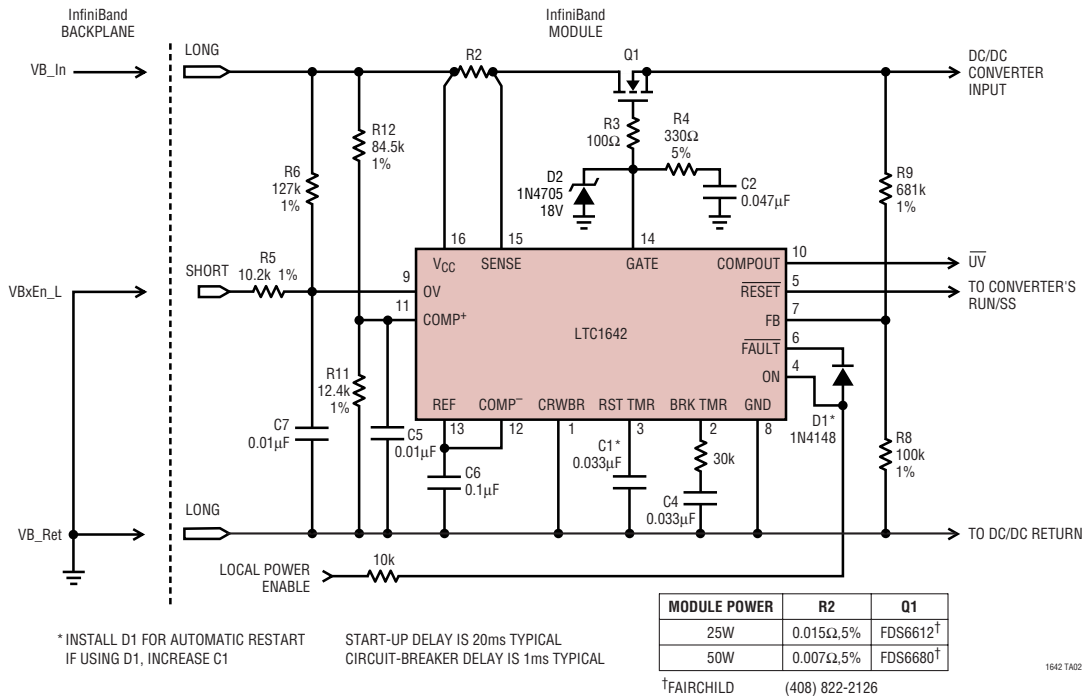 InfiniBand
BACKPLANE
InfiniBand
MODULE
VB_In
LONG
R2
Q1
DC/DC
CONVERTER
INPUT
R12
84.5k
1%
R3
100Ω
R4
330Ω
5%
R6
127k
1%
D2
1N4705
18V
C2
0.047µF
R9
681k
1%
16
15
14
VCC
SENSE
GATE
COMPOUT
10
UV
R5
10.2k 1%
SHORT
VBxEn_L
9
OV
RESET
5
TO CONVERTER'S
RUN/SS
11
COMP+
LTC1642
FB
7
FAULT
6
ON
4
R11
12.4k
1%
REF
COMP–
CRWBR
RST TMR
BRK TMR
GND
13
12
1
3
2
8
D1*
1N4148
C7
0.01µF
C5
0.01µF
C6
0.1µF
C1*
0.033µF
30k
C4
0.033µF
R8
100k
1%
LONG
VB_Ret
TO DC/DC RETURN
10k
LOCAL POWER
ENABLE
MODULE POWER R2 Q1
25W 0.015Ω,5% FDS6612†
50W 0.007Ω,5% FDS6680†
* INSTALL D1 FOR AUTOMATIC RESTART
IF USING D1, INCREASE C1
START-UP DELAY IS 20ms TYPICAL
CIRCUIT-BREAKER DELAY IS 1ms TYPICAL
†FAIRCHILD (408) 822-2126
1642 TA02